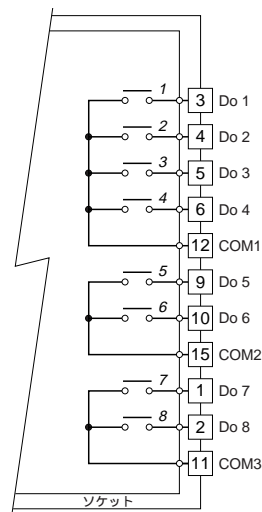 1 3 Do 1
2 4 Do 2
3 5 Do 3
4 6 Do 4
12 COM1
5 9 Do 5
6 10 Do 6
15 COM2
7 1 Do 7
8 2 Do 8
11 COM3
ソケット